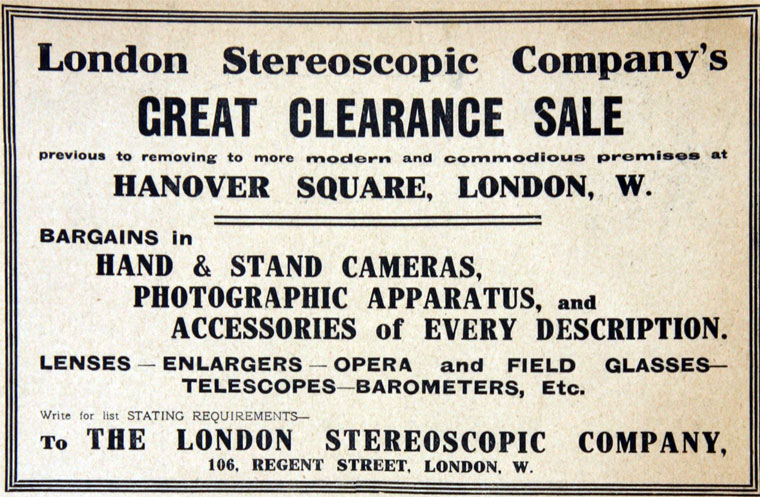 London Stereoscopic Company's
GREAT CLEARANCE SALE
previous to removing to more modern and commodious premises at
HANOVER SQUARE, LONDON, W.
BARGAINS in
HAND & STAND CAMERAS,
PHOTOGRAPHIC APPARATUS, and
ACCESSORIES of EVERY DESCRIPTION.
LENSES — ENLARGERS — OPERA and FIELD GLASSES—
TELESCOPES—BAROMETERS, Etc.
Write for list STATING REQUIREMENTS—
To THE LONDON STEREOSCOPIC COMPANY,
106, REGENT STREET, LONDON, W.